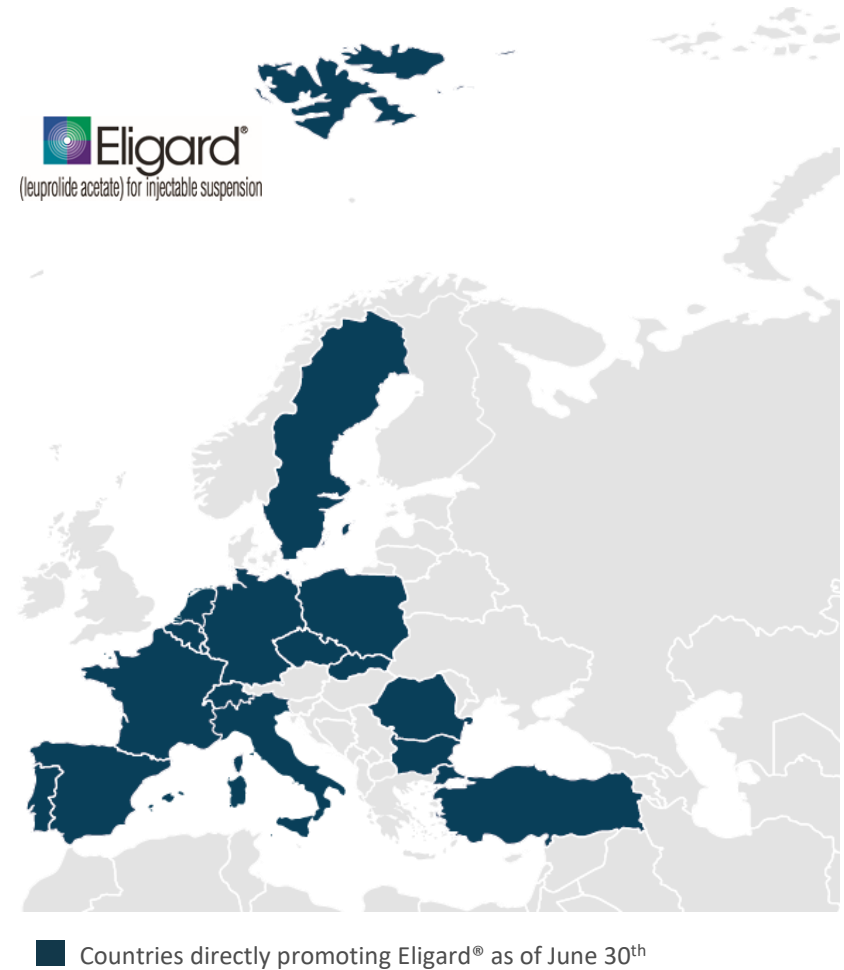 Eligard®
(leuprolide acetate) for injectable suspension
Countries directly promoting Eligard® as of June 30th